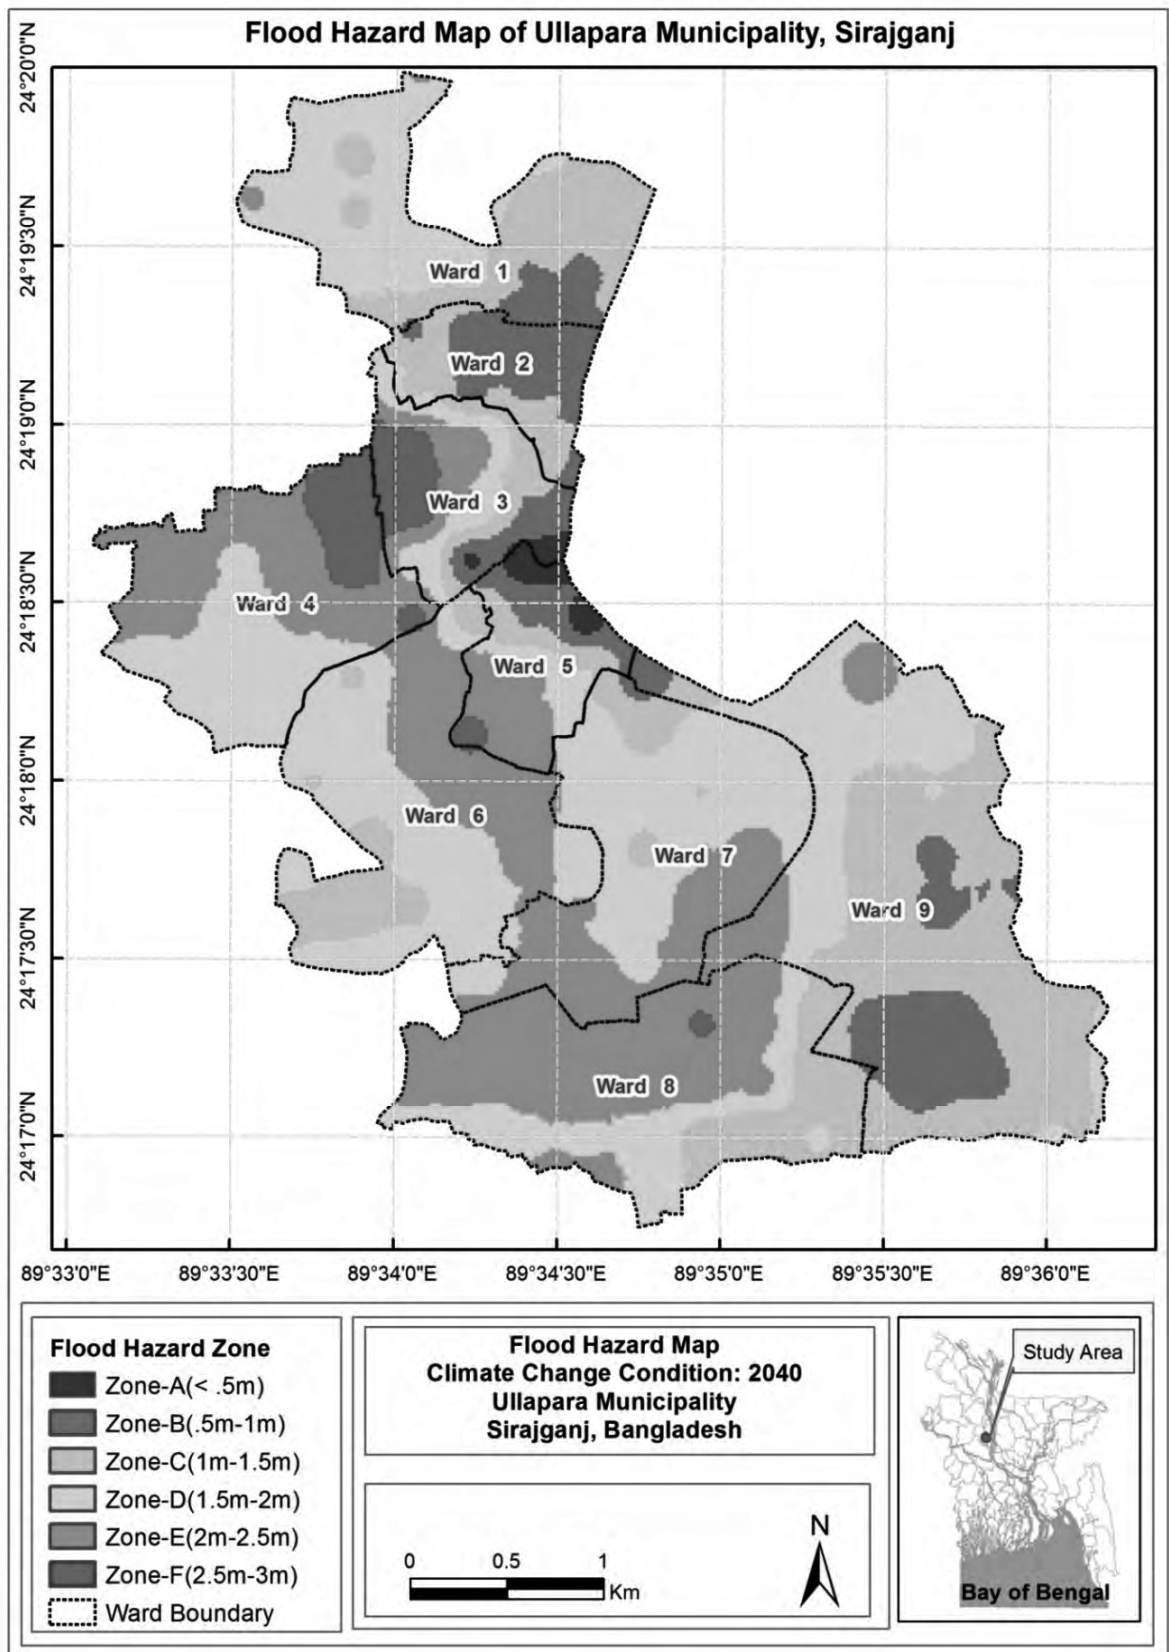 Flood Hazard Map of Ullapara Municipality, Sirajganj
24°20'0"N
24°19'30"N
24°19'0"N
24°18'30"N
24°18'0"N
24°17'30"N
24°17'0"N
Ward 1
Ward 2
Ward 3
Ward 4
Ward 5
Ward 6
Ward 7
Ward 9
Ward 8
89°33'0"E 89°33'30"E 89°34'0"E 89°34'30"E 89°35'0"E 89°35'30"E 89°36'0"E
Flood Hazard Zone
Zone-A(< .5m)
Zone-B(.5m-1m)
Zone-C(1m-1.5m)
Zone-D(1.5m-2m)
Zone-E(2m-2.5m)
Zone-F(2.5m-3m)
Ward Boundary
Flood Hazard Map
Climate Change Condition: 2040
Ullapara Municipality
Sirajganj, Bangladesh
0 0.5 1
Km
N
Study Area
Bay of Bengal